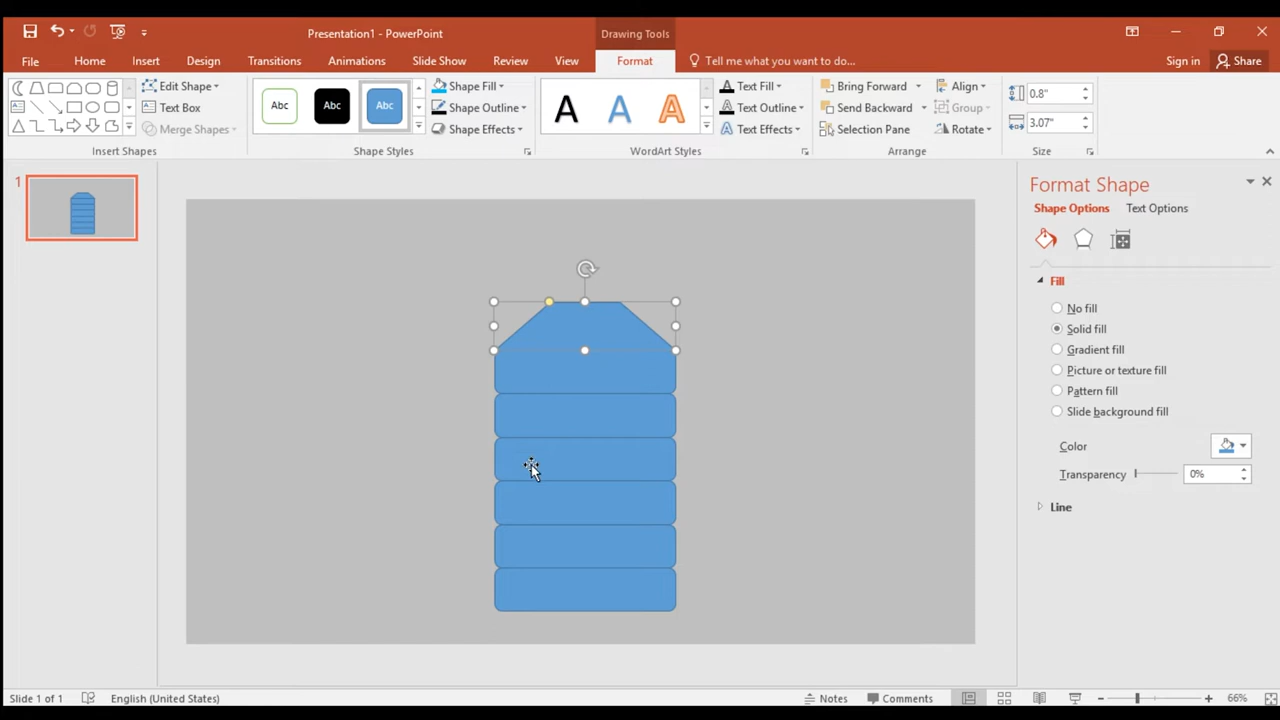 Presentation1 - PowerPoint
Drawing Tools
File Home Insert Design Transitions Animations Slide Show Review View Format Tell me what you want to do... Sign in Share
Edit Shape
Text Box
Merge Shapes
Insert Shapes
Abc Abc Abc
Shape Fill
Shape Outline
Shape Effects
Shape Styles
A A A
Text Fill
Text Outline
Text Effects
WordArt Styles
Bring Forward
Send Backward
Selection Pane
Align
Group
Rotate
Arrange
0.8"
3.07"
Size
1
Format Shape
Shape Options Text Options
Fill
No fill
Solid fill
Gradient fill
Picture or texture fill
Pattern fill
Slide background fill
Color
Transparency 0%
Line
Slide 1 of 1 English (United States) Notes Comments 66%